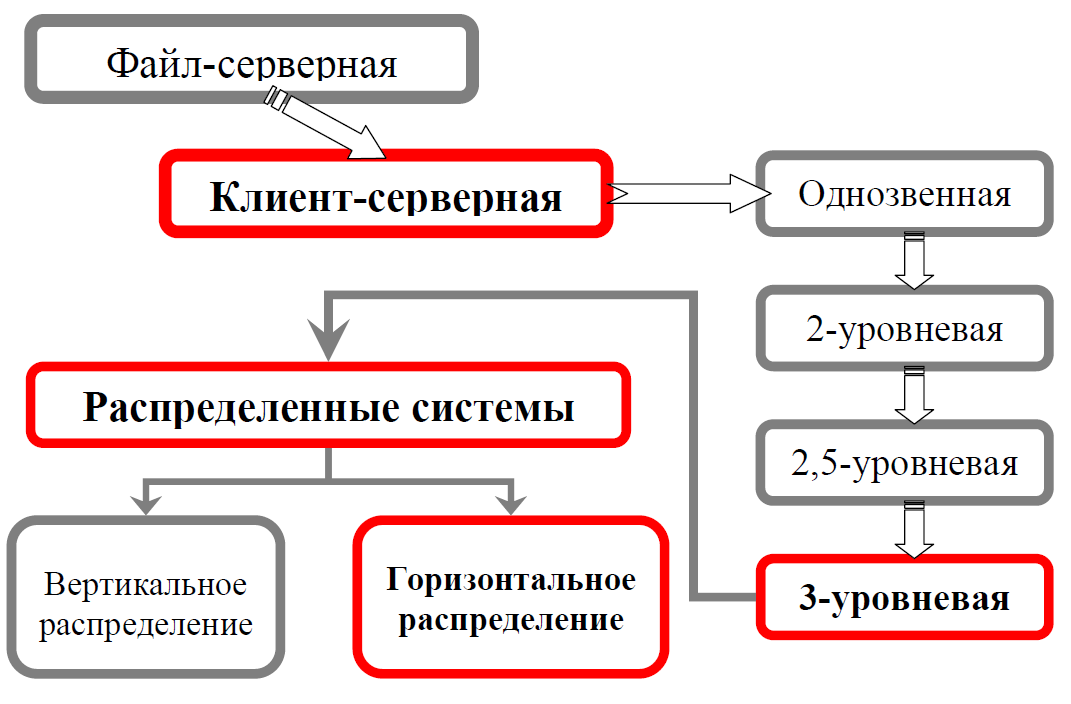 Файл-серверная
Клиент-серверная
Однозвенная
2-уровневая
2,5-уровневая
3-уровневая
Распределенные системы
Вертикальное
распределение
Горизонтальное
распределение